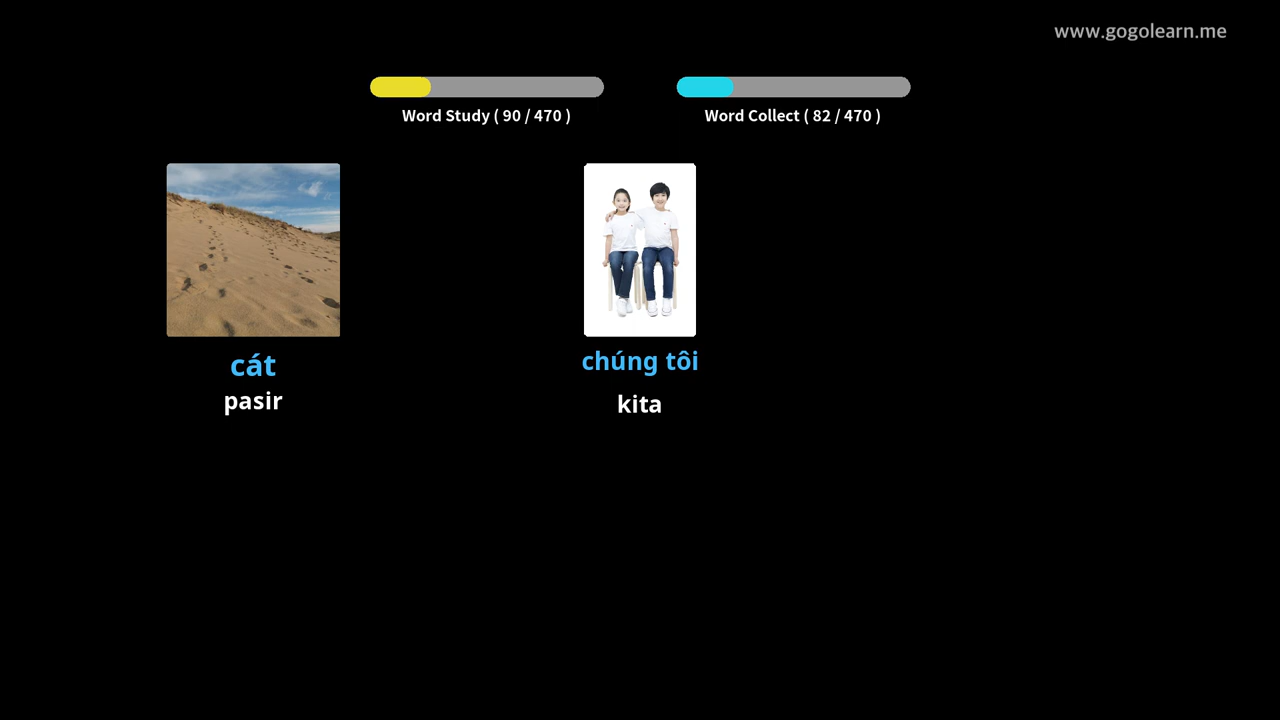 www.gogolearn.me
Word Study ( 90 / 470 )
Word Collect ( 82 / 470 )
cát
pasir
chúng tôi
kita